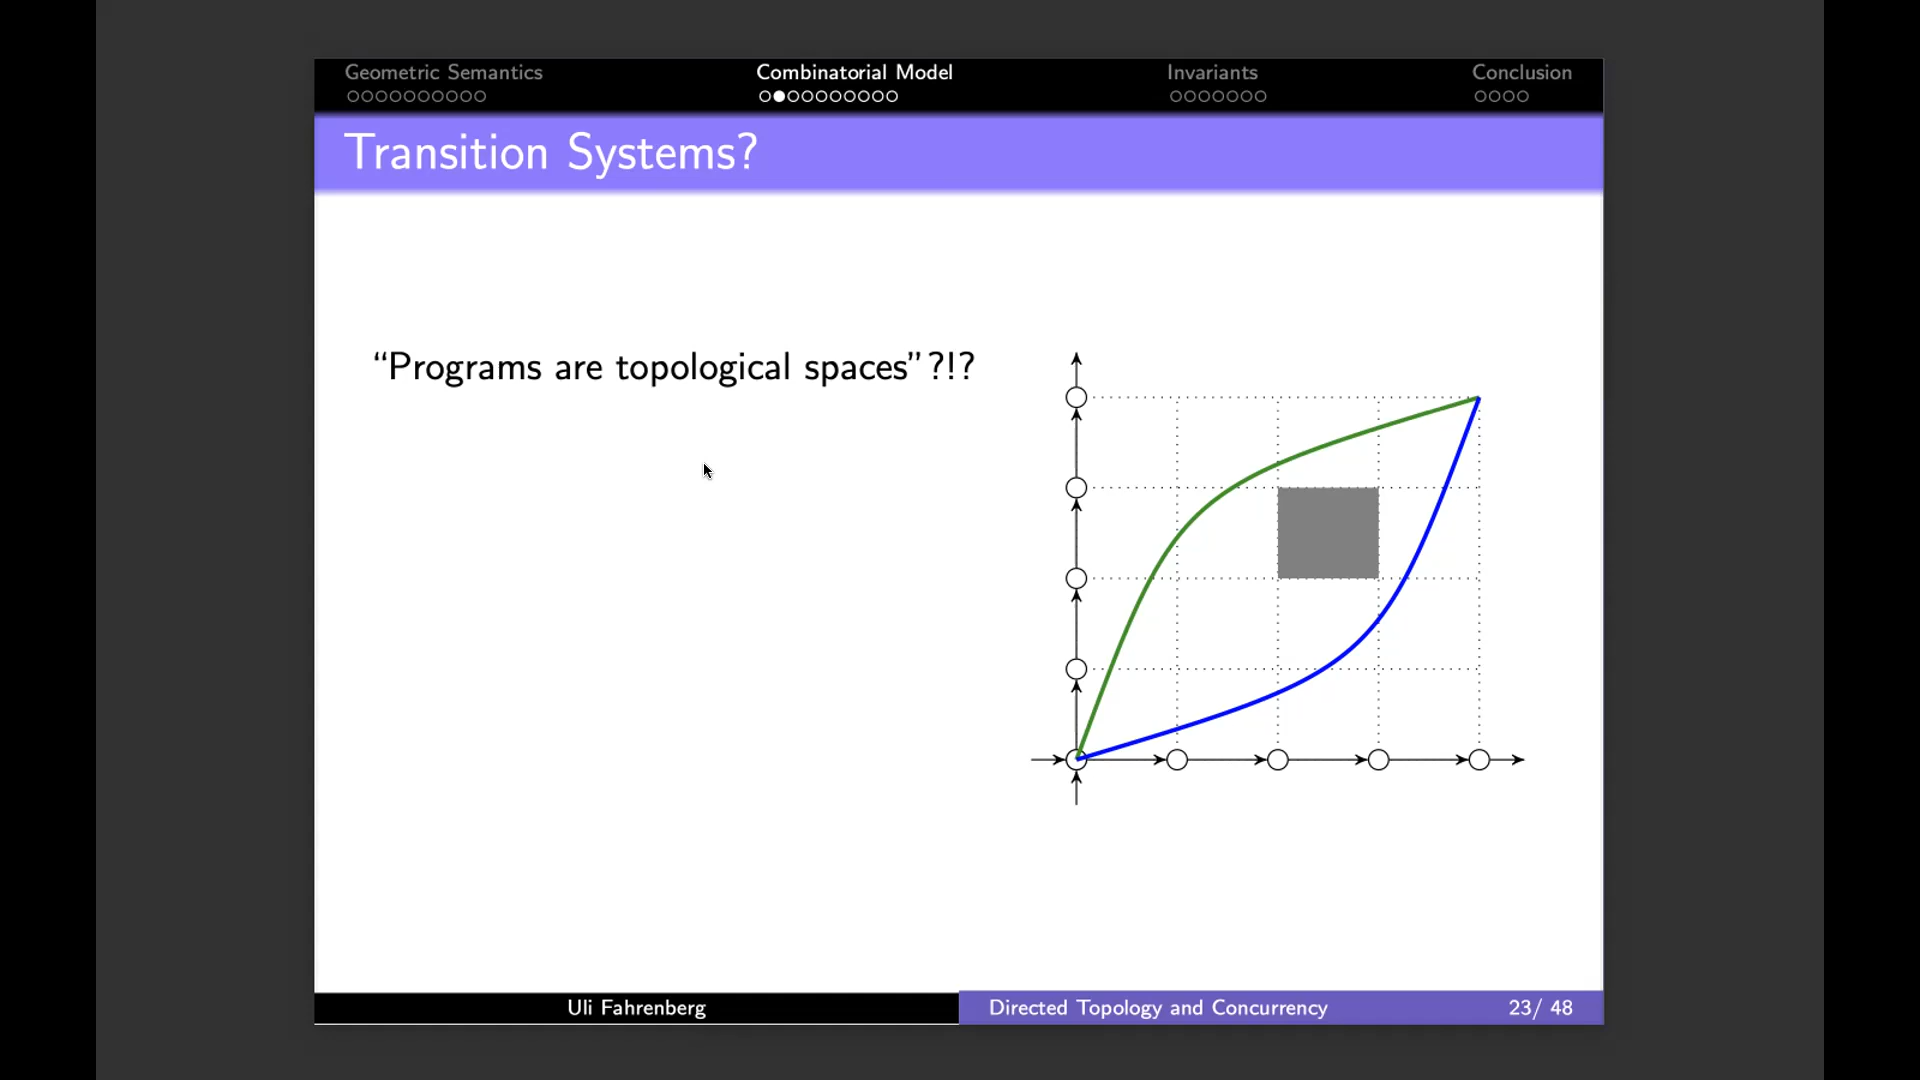 Geometric Semantics
Combinatorial Model
Invariants
Conclusion
Transition Systems?
“Programs are topological spaces”?!?
Uli Fahrenberg
Directed Topology and Concurrency
23/ 48